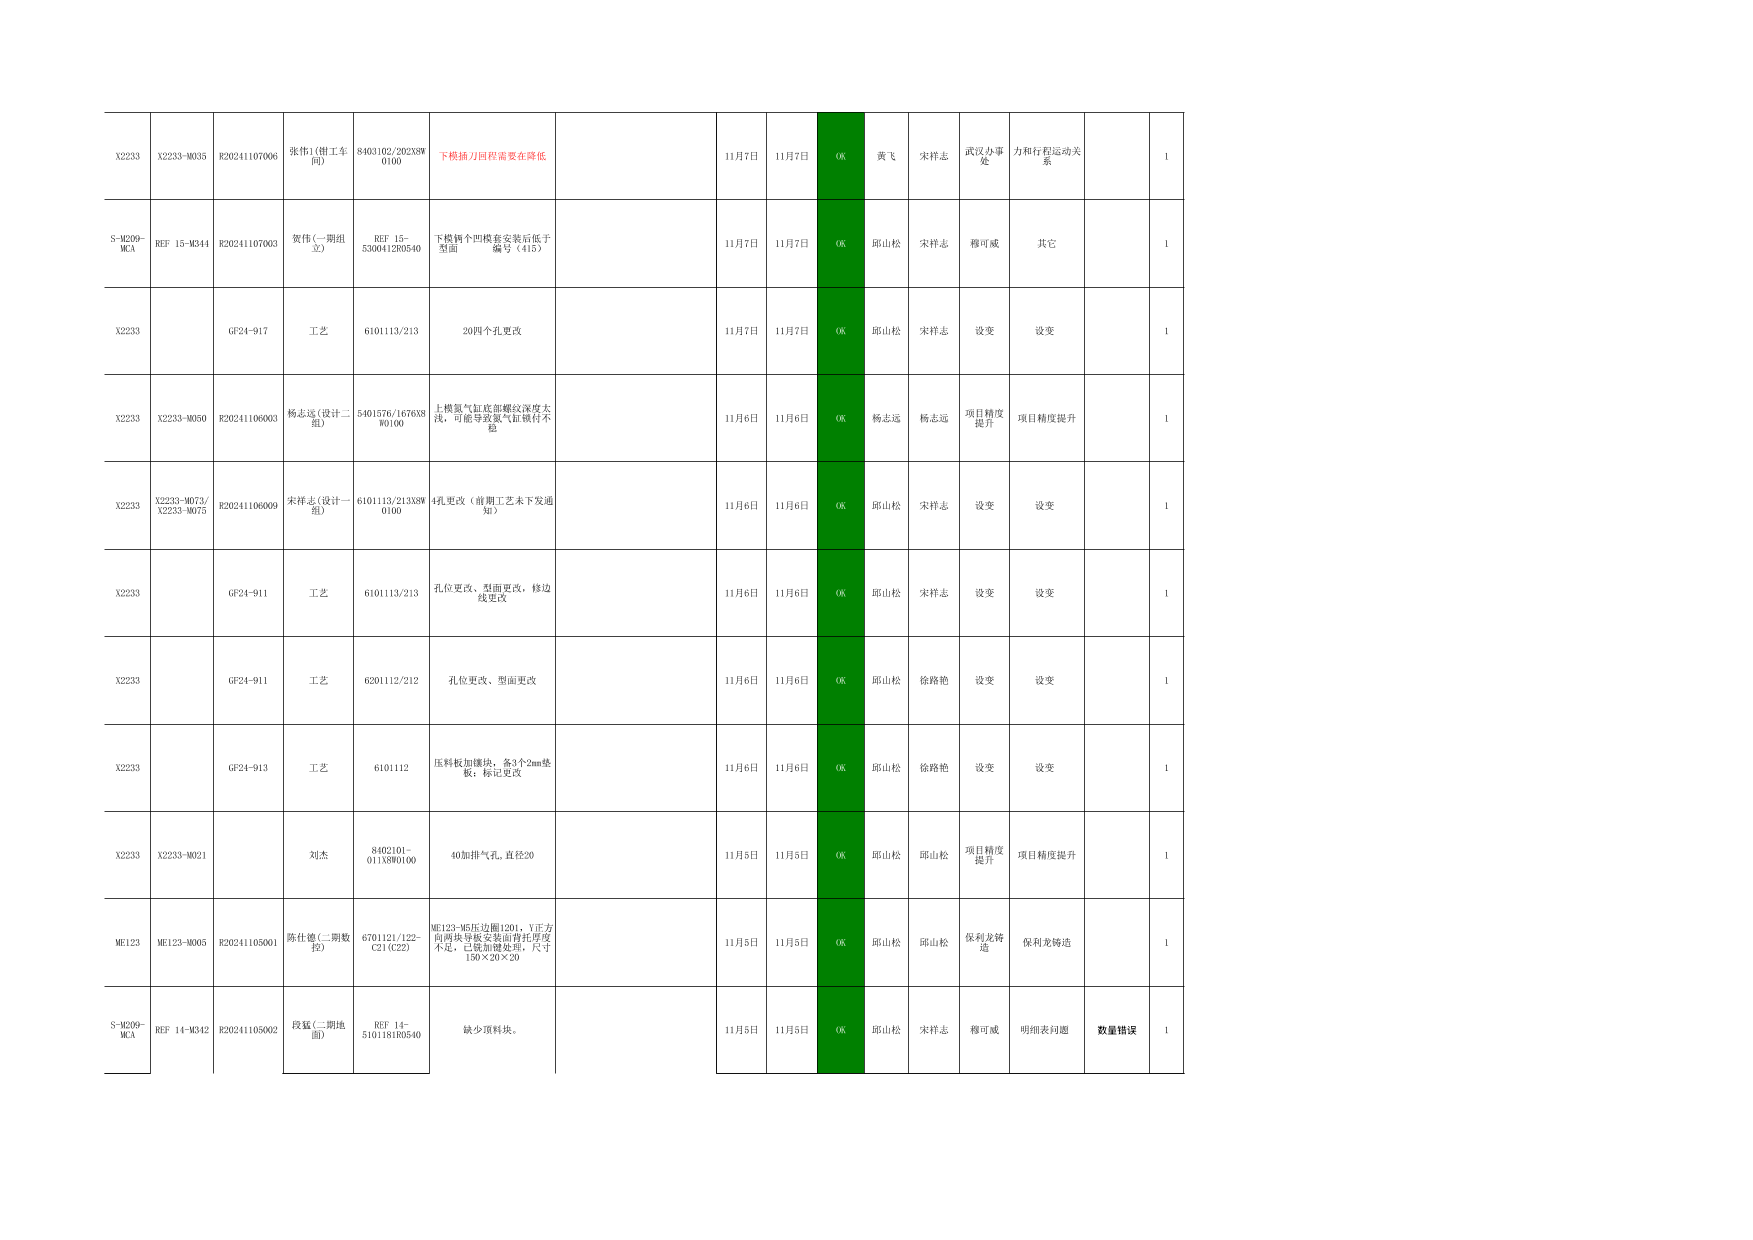 X2233 X2233-M035 R20241107006 张伟1(钳工车间) 8403102/202X8W0100 下模插刀回程需要在降低 11月7日 11月7日 OK 黄飞 宋祥志 武汉办事处 力和行程运动关系 1
S-M209-MCA REF 15-M344 R20241107003 贺伟(一期组立) REF 15-5300412R0540 下模俩个凹模套安装后低于型面 编号（415） 11月7日 11月7日 OK 邱山松 宋祥志 穆可威 其它 1
X2233 GF24-917 工艺 6101113/213 20四个孔更改 11月7日 11月7日 OK 邱山松 宋祥志 设变 设变 1
X2233 X2233-M050 R20241106003 杨志远(设计二组) 5401576/1676X8W0100 上模氮气缸底部螺纹深度太浅，可能导致氮气缸锁付不稳 11月6日 11月6日 OK 杨志远 杨志远 项目精度提升 项目精度提升 1
X2233 X2233-M073/X2233-M075 R20241106009 宋祥志(设计一组) 6101113/213X8W0100 4孔更改（前期工艺未下发通知） 11月6日 11月6日 OK 邱山松 宋祥志 设变 设变 1
X2233 GF24-911 工艺 6101113/213 孔位更改、型面更改，修边线更改 11月6日 11月6日 OK 邱山松 宋祥志 设变 设变 1
X2233 GF24-911 工艺 6201112/212 孔位更改、型面更改 11月6日 11月6日 OK 邱山松 徐路艳 设变 设变 1
X2233 GF24-913 工艺 6101112 压料板加镶块，备3个2mm垫板；标记更改 11月6日 11月6日 OK 邱山松 徐路艳 设变 设变 1
X2233 X2233-M021 刘杰 8402101-011X8W0100 40加排气孔,直径20 11月5日 11月5日 OK 邱山松 邱山松 项目精度提升 项目精度提升 1
ME123 ME123-M005 R20241105001 陈仕德(二期数控) 6701121/122-C21(C22) ME123-M5压边圈1201，Y正方向两块导板安装面背托厚度不足，已铣加键处理，尺寸150×20×20 11月5日 11月5日 OK 邱山松 邱山松 保利龙铸造 保利龙铸造 1
S-M209-MCA REF 14-M342 R20241105002 段猛(二期地面) REF 14-5101181R0540 缺少顶料块。 11月5日 11月5日 OK 邱山松 宋祥志 穆可威 明细表问题 数量错误 1